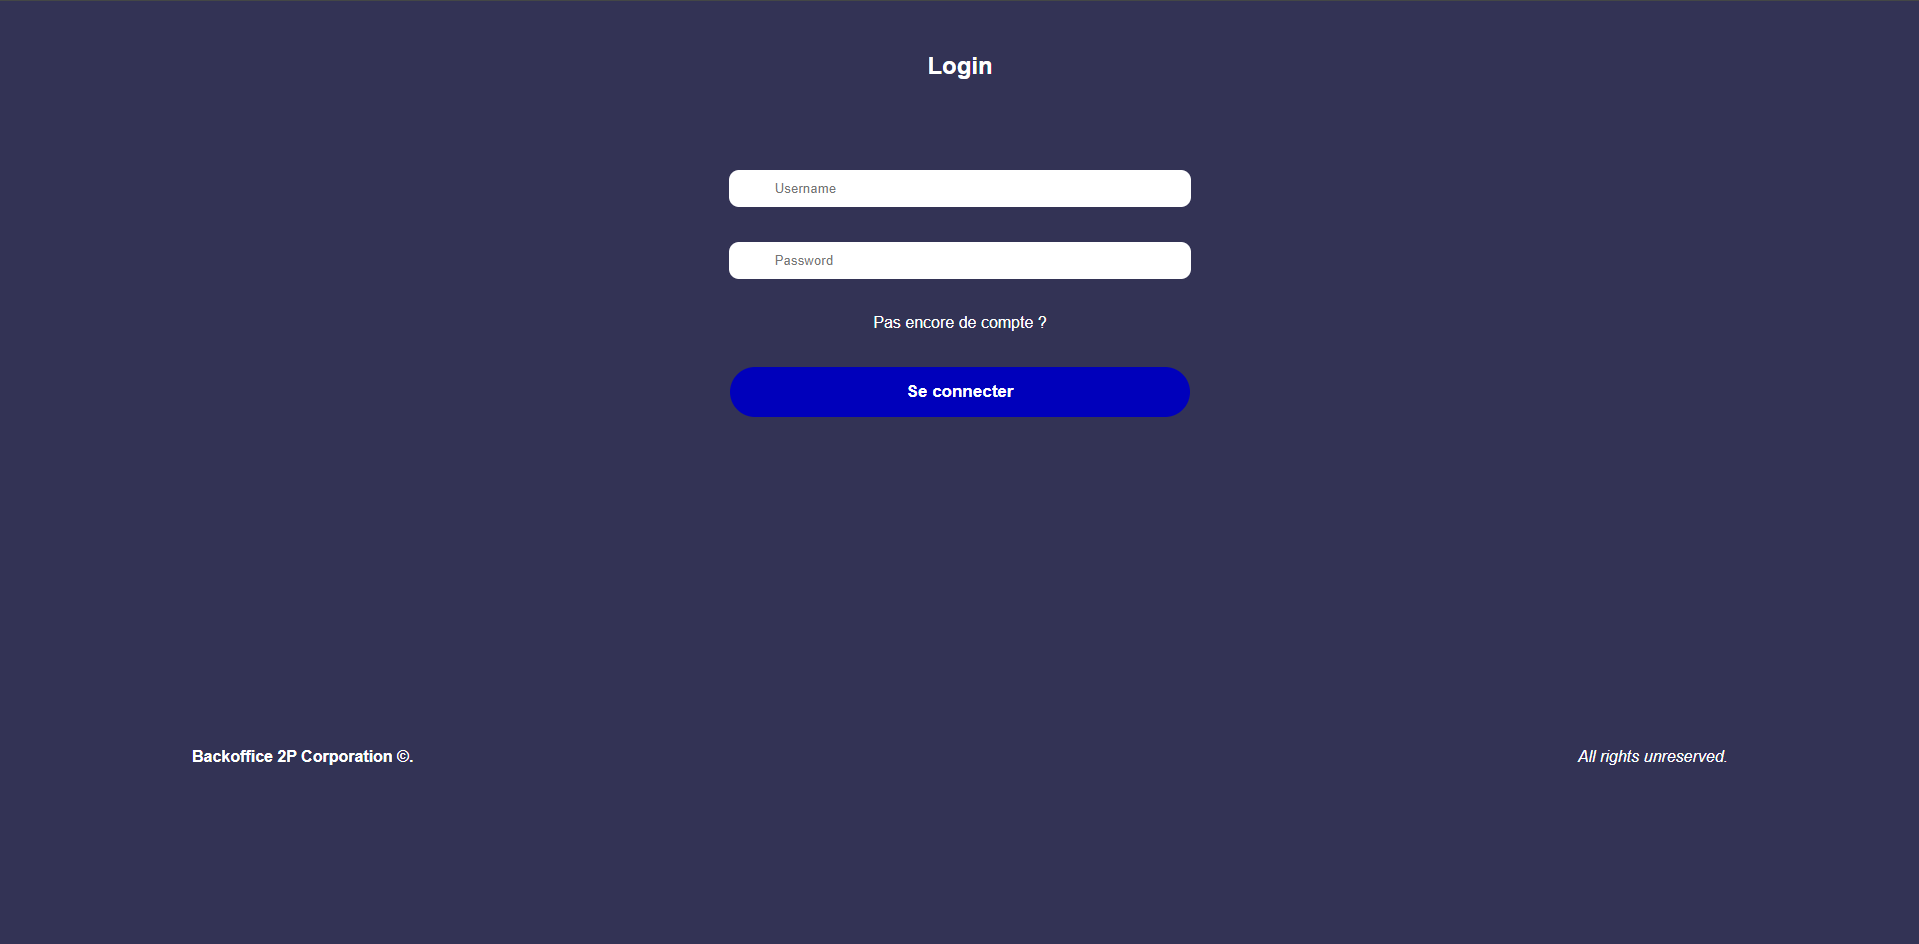 Login
Username
Password
Pas encore de compte ?
Se connecter
Backoffice 2P Corporation ©.
All rights unreserved.